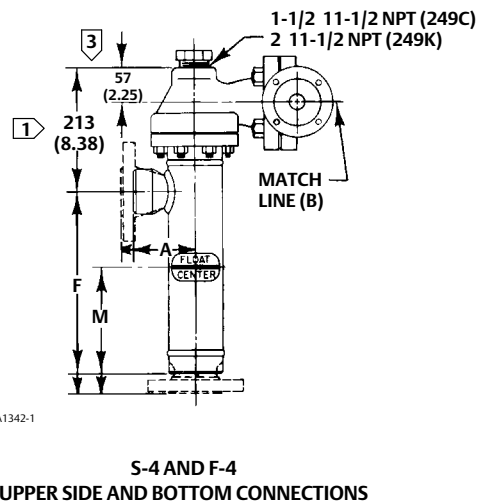 1-1/2 11-1/2 NPT (249C)
2 11-1/2 NPT (249K)
3
57
(2.25)
1
213
(8.38)
MATCH
LINE (B)
A
FLOAT
CENTER
F
M
A1342-1
S-4 AND F-4
UPPER SIDE AND BOTTOM CONNECTIONS